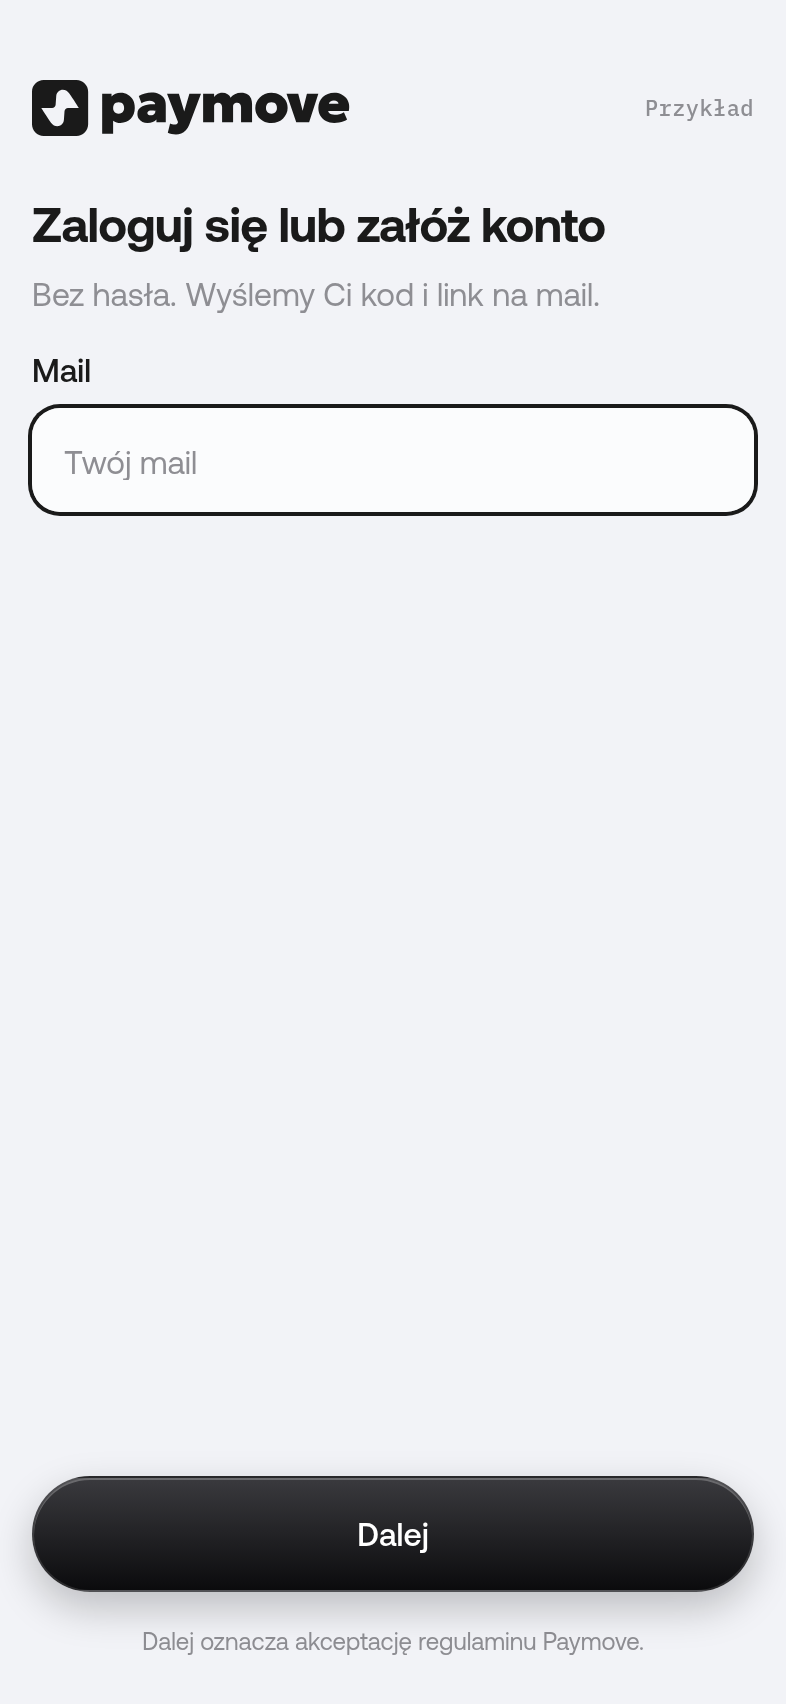 paymove
Przykład
Zaloguj się lub załóż konto
Bez hasła. Wyślemy Ci kod i link na mail.
Mail
Twój mail
Dalej
Dalej oznacza akceptację regulaminu Paymove.